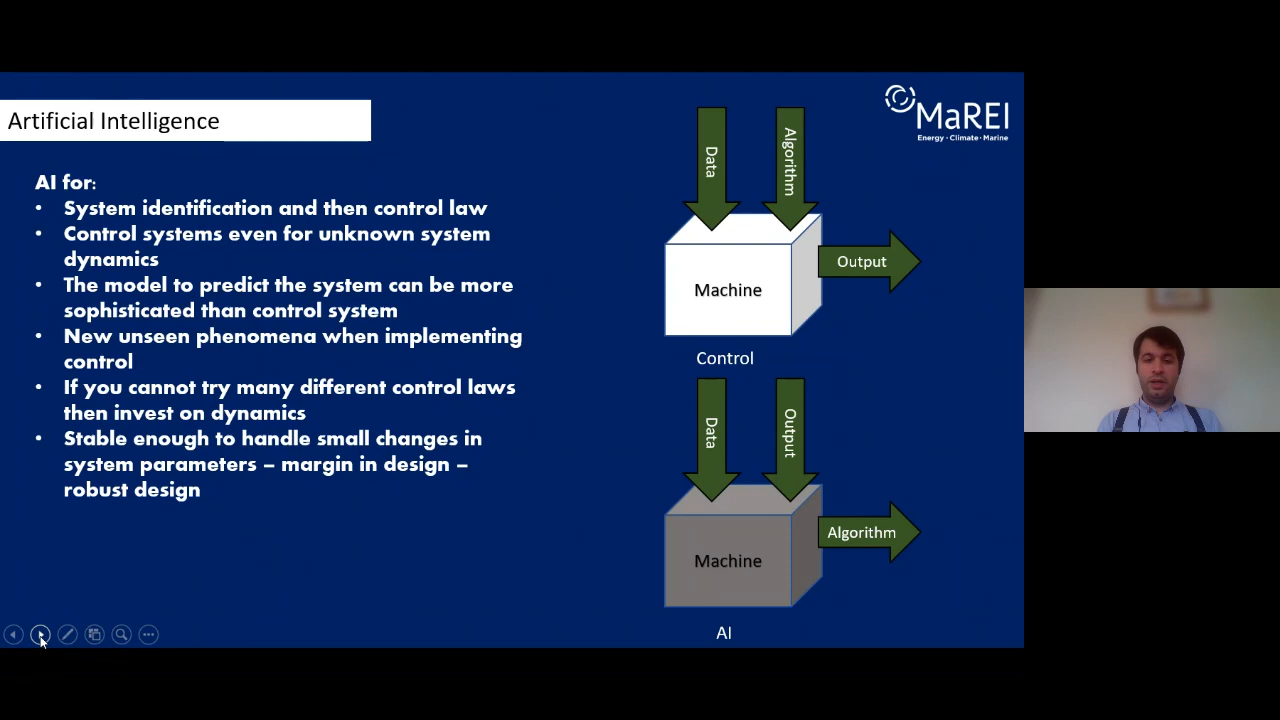 Artificial Intelligence
MaREI
Energy · Climate · Marine
AI for:
• System identification and then control law
• Control systems even for unknown system
dynamics
• The model to predict the system can be more
sophisticated than control system
• New unseen phenomena when implementing
control
• If you cannot try many different control laws
then invest on dynamics
• Stable enough to handle small changes in
system parameters – margin in design –
robust design
Data
Algorithm
Machine
Output
Control
Data
Output
Machine
Algorithm
AI